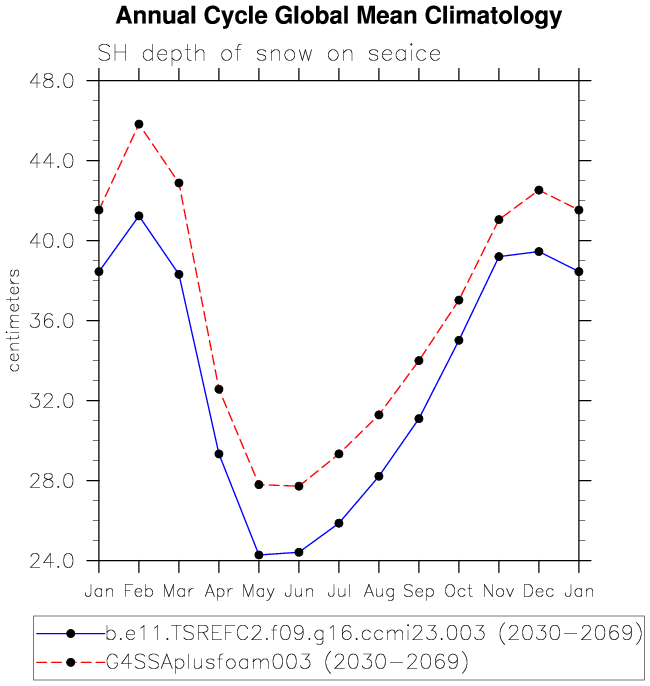 Annual Cycle Global Mean Climatology
SH depth of snow on seaice
48.0
44.0
40.0
36.0
32.0
28.0
24.0
centimeters
Jan Feb Mar Apr May Jun Jul Aug Sep Oct Nov Dec Jan
b.e11.TSREFC2.f09.g16.ccmi23.003 (2030-2069)
G4SSAplusfoam003 (2030-2069)